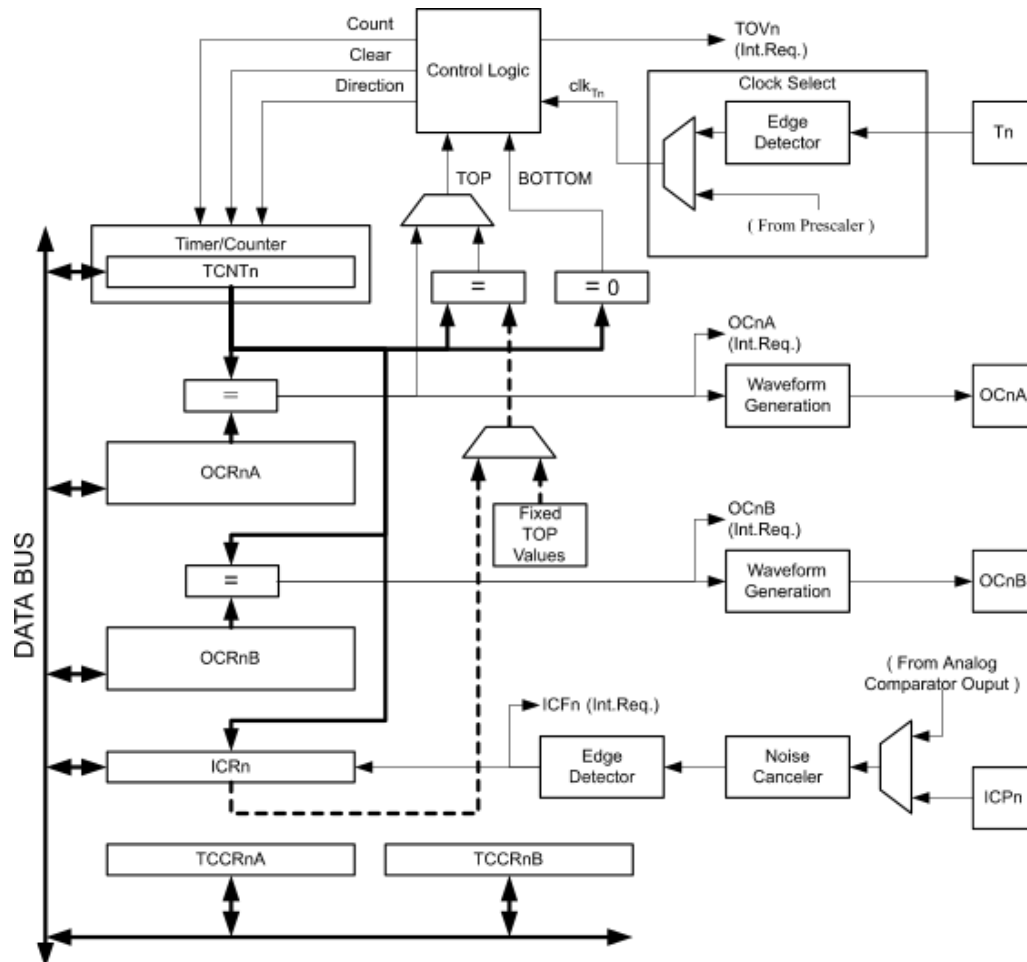 Count
Clear
Direction
Control Logic
TOVn
(Int.Req.)
clkTn
Clock Select
Edge
Detector
Tn
( From Prescaler )
TOP
BOTTOM
Timer/Counter
TCNTn
=
= 0
=
OCRnA
OCnA
(Int.Req.)
Waveform
Generation
OCnA
Fixed
TOP
Values
=
OCRnB
OCnB
(Int.Req.)
Waveform
Generation
OCnB
DATA BUS
( From Analog
Comparator Ouput )
ICFn (Int.Req.)
ICRn
Edge
Detector
Noise
Canceler
ICPn
TCCRnA
TCCRnB